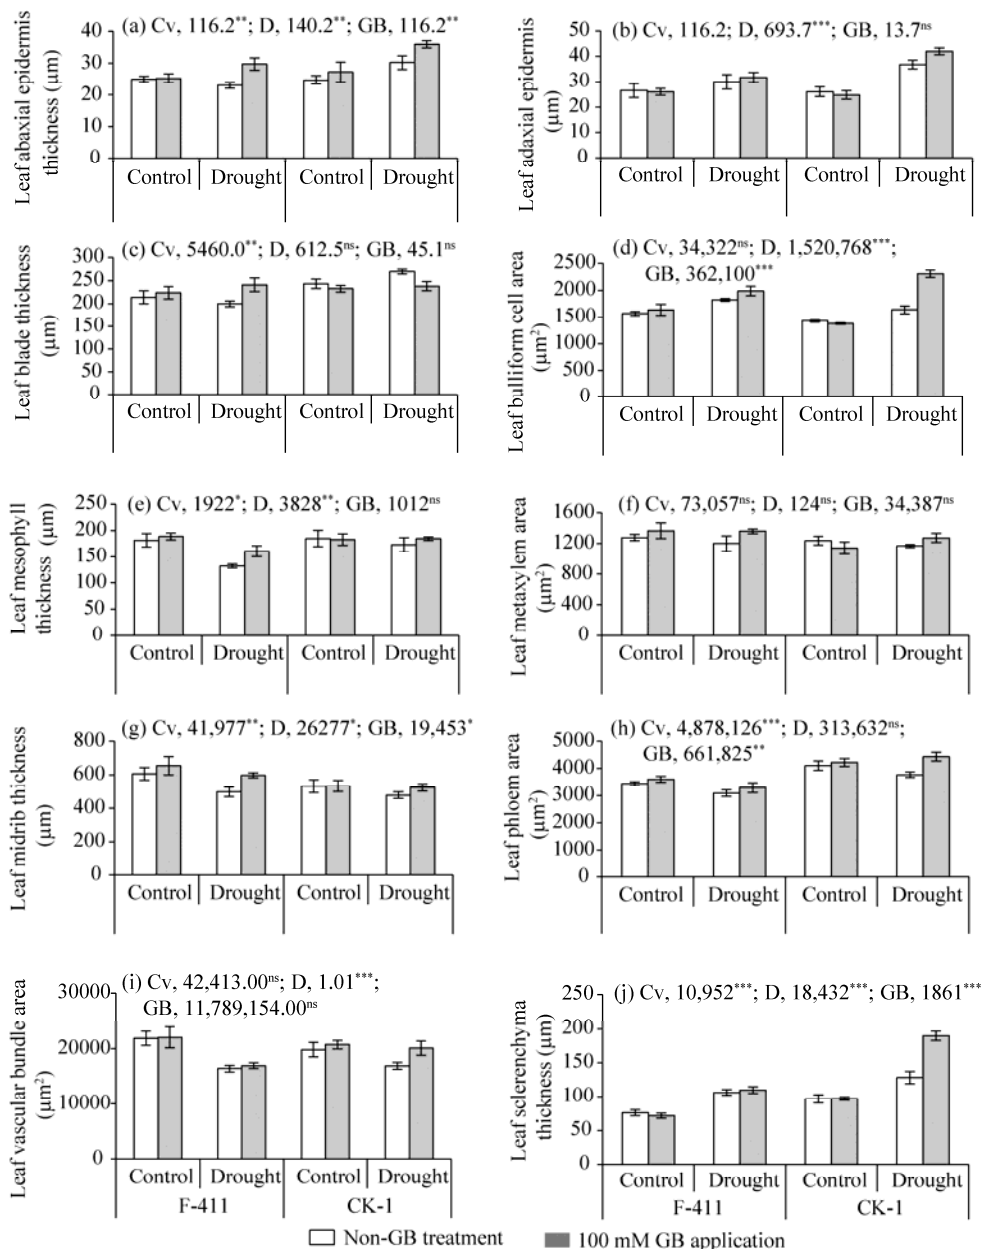 (a) Cv, 116.2**; D, 140.2**; GB, 116.2**
Leaf abaxial epidermis
thickness (µm)
40
30
20
10
0
Control Drought Control Drought
(b) Cv, 116.2; D, 693.7***; GB, 13.7ns
Leaf adaxial epidermis
(µm)
50
40
30
20
10
0
Control Drought Control Drought
(c) Cv, 5460.0**; D, 612.5ns; GB, 45.1ns
Leaf blade thickness
(µm)
300
250
200
150
100
50
0
Control Drought Control Drought
(d) Cv, 34,322ns; D, 1,520,768***;
GB, 362,100***
Leaf bulliform cell area
(µm²)
2500
2000
1500
1000
500
0
Control Drought Control Drought
(e) Cv, 1922*; D, 3828**; GB, 1012ns
Leaf mesophyll
thickness (µm)
250
200
150
100
50
0
Control Drought Control Drought
(f) Cv, 73,057ns; D, 124ns; GB, 34,387ns
Leaf metaxylem area
(µm²)
1600
1200
800
400
0
Control Drought Control Drought
(g) Cv, 41,977**; D, 26277*; GB, 19,453*
Leaf midrib thickness
(µm)
800
600
400
200
0
Control Drought Control Drought
(h) Cv, 4,878,126***; D, 313,632ns;
GB, 661,825**
Leaf phloem area
(µm²)
5000
4000
3000
2000
1000
0
Control Drought Control Drought
(i) Cv, 42,413.00ns; D, 1.01***;
GB, 11,789,154.00ns
Leaf vascular bundle area
(µm²)
30000
20000
10000
0
Control Drought Control Drought
F-411 CK-1
(j) Cv, 10,952***; D, 18,432***; GB, 1861***
Leaf sclerenchyma
thickness (µm)
250
200
150
100
50
0
Control Drought Control Drought
F-411 CK-1
Non-GB treatment 100 mM GB application